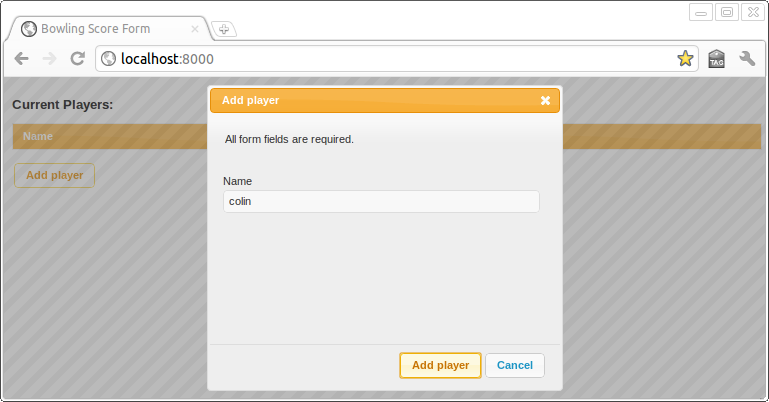 Bowling Score Form
localhost:8000
TAG
Current Players:
Name
Add player
Add player
All form fields are required.
Name
colin
Add player
Cancel